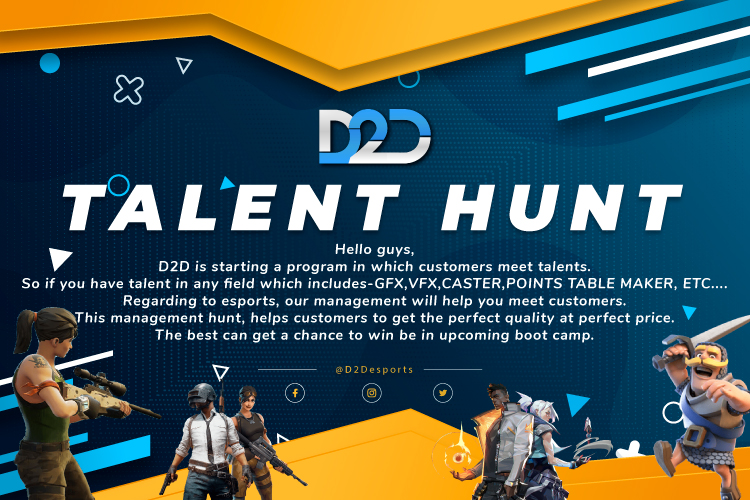 D2D
TALENT HUNT
Hello guys,
D2D is starting a program in which customers meet talents.
So if you have talent in any field which includes-GFX,VFX,CASTER,POINTS TABLE MAKER, ETC....
Regarding to esports, our management will help you meet customers.
This management hunt, helps customers to get the perfect quality at perfect price.
The best can get a chance to win be in upcoming boot camp.
@D2Desports